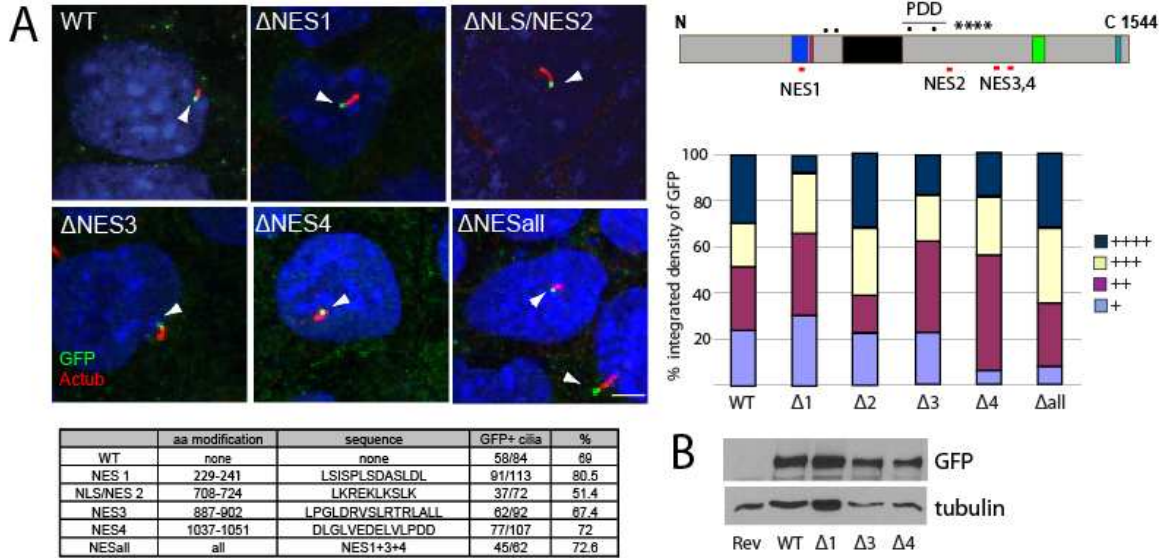 A
WT
ΔNES1
ΔNLS/NES2
ΔNES3
ΔNES4
ΔNESall
GFP
Actub
PDD
N
****
C 1544
NES1
NES2
NES3,4
% integrated density of GFP
100
80
60
40
20
WT
Δ1
Δ2
Δ3
Δ4
Δall
++++
+++
++
+
aa modification sequence GFP+ cilia %
WT none none 58/84 69
NES 1 229-241 LSISPLSDASLDL 91/113 80.5
NLS/NES 2 708-724 LKREKLKSLK 37/72 51.4
NES3 887-902 LPGLDRVSLRTRLALL 62/92 67.4
NES4 1037-1051 DLGLVEDELVLPDD 77/107 72
NESall all NES1+3+4 45/62 72.6
B
GFP
tubulin
Rev WT Δ1 Δ3 Δ4